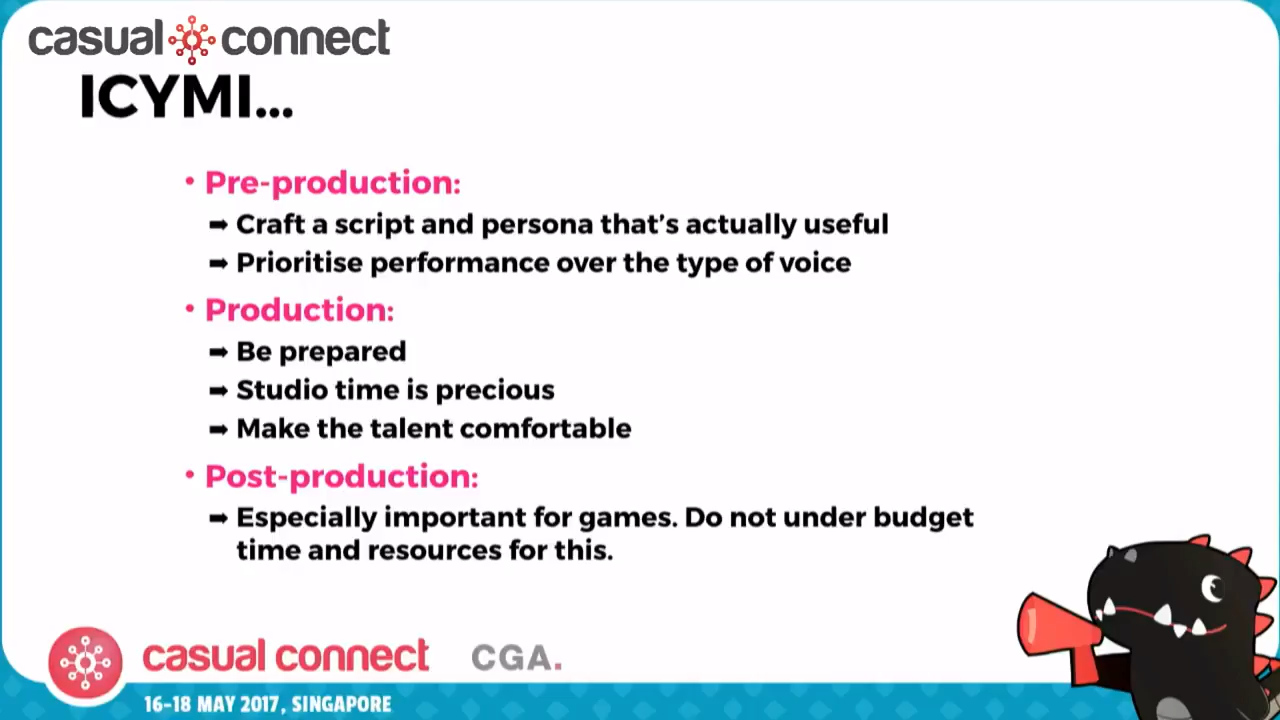 casual connect
ICYMI...
• Pre-production:
➡ Craft a script and persona that's actually useful
➡ Prioritise performance over the type of voice
• Production:
➡ Be prepared
➡ Studio time is precious
➡ Make the talent comfortable
• Post-production:
➡ Especially important for games. Do not under budget
time and resources for this.
casual connect CGA.
16-18 MAY 2017, SINGAPORE